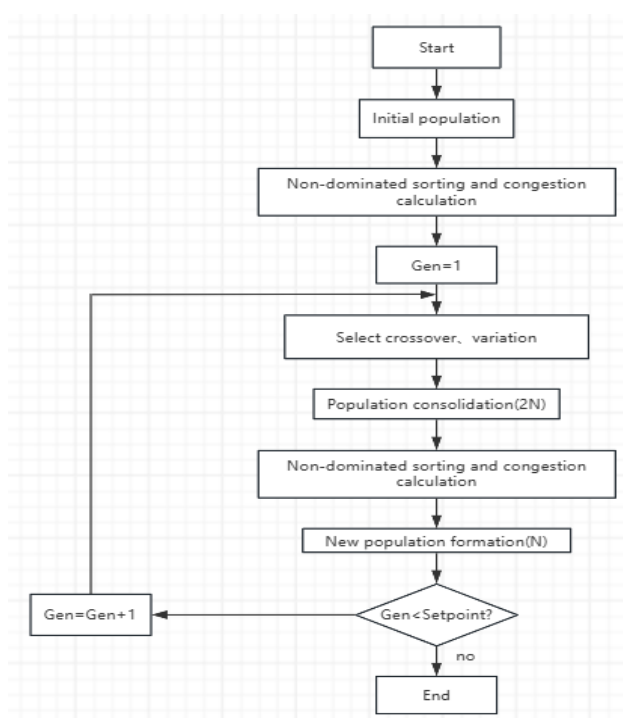 Start
Initial population
Non-dominated sorting and congestion
calculation
Gen=1
Select crossover、variation
Population consolidation(2N)
Non-dominated sorting and congestion
calculation
New population formation(N)
Gen=Gen+1
Gen<Setpoint?
no
End